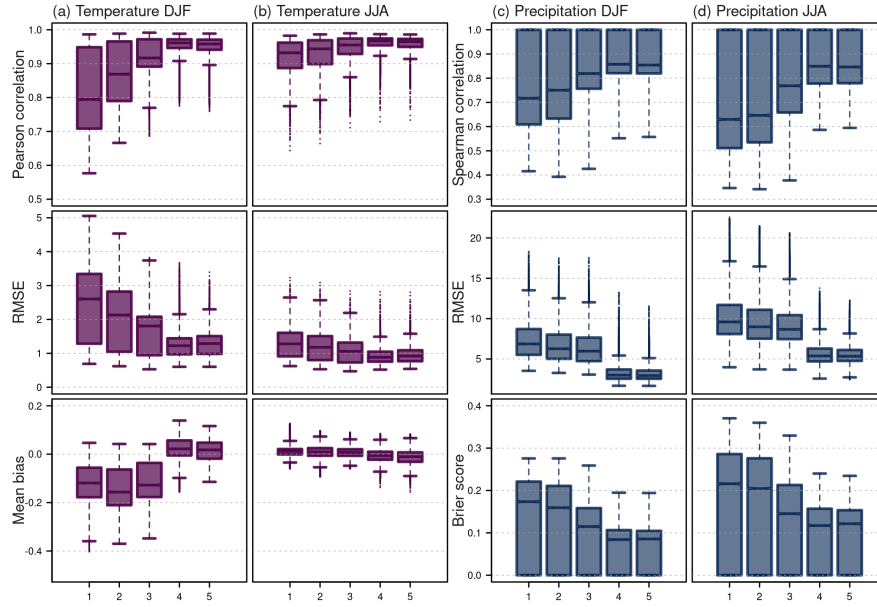 (a) Temperature DJF
(b) Temperature JJA
(c) Precipitation DJF
(d) Precipitation JJA
Pearson correlation
1.0
0.9
0.8
0.7
0.6
0.5
Spearman correlation
1.0
0.9
0.8
0.7
0.6
0.5
0.4
0.3
RMSE
5
4
3
2
1
0
RMSE
20
15
10
5
Mean bias
0.2
0.0
-0.2
-0.4
Brier score
0.4
0.3
0.2
0.1
0.0
1 2 3 4 5
1 2 3 4 5
1 2 3 4 5
1 2 3 4 5